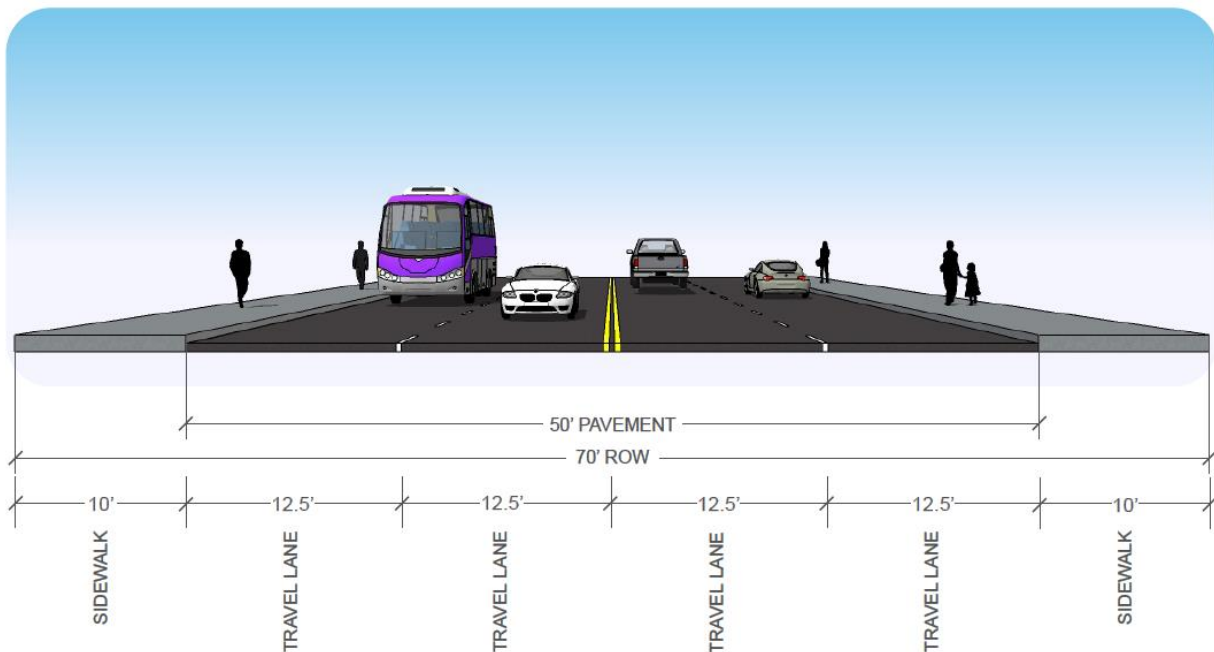 50' PAVEMENT
70' ROW
10'
12.5'
12.5'
12.5'
12.5'
10'
SIDEWALK
TRAVEL LANE
TRAVEL LANE
TRAVEL LANE
TRAVEL LANE
SIDEWALK